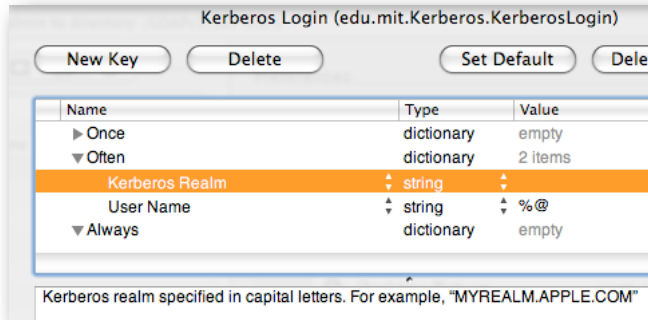 Kerberos Login (edu.mit.Kerberos.KerberosLogin)
New Key Delete Set Default Dele
Name Type Value
Once dictionary empty
Often dictionary 2 items
Kerberos Realm string
User Name string %@
Always dictionary empty
Kerberos realm specified in capital letters. For example, “MYREALM.APPLE.COM”